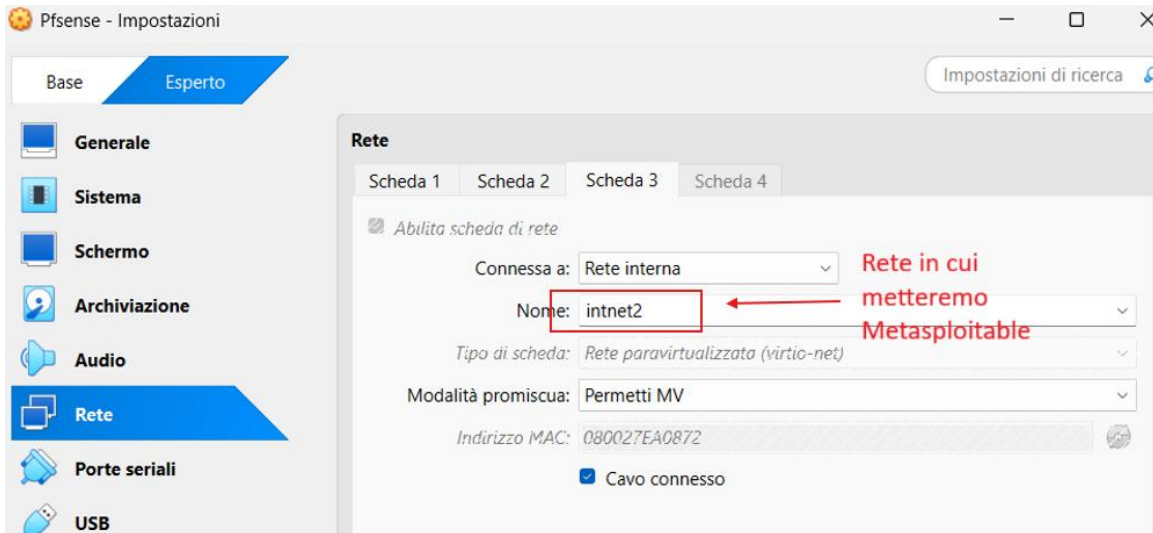 Pfsense - Impostazioni
Base
Esperto
Impostazioni di ricerca
Generale
Sistema
Schermo
Archiviazione
Audio
Rete
Porte seriali
USB
Rete
Scheda 1
Scheda 2
Scheda 3
Scheda 4
Abilita scheda di rete
Connessa a: Rete interna
Nome: intnet2
Tipo di scheda: Rete paravirtualizzata (virtio-net)
Modalità promiscua: Permetti MV
Indirizzo MAC: 080027EA0872
Cavo connesso
Rete in cui
metteremo
Metasploitable